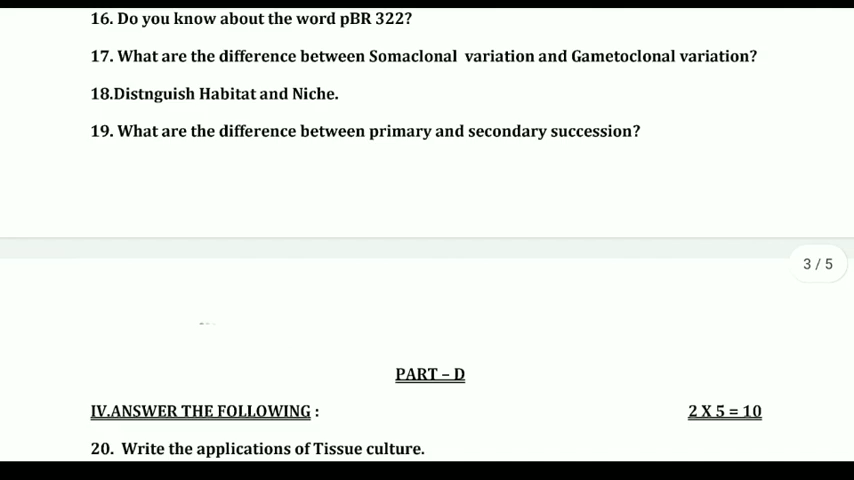 16. Do you know about the word pBR 322?
17. What are the difference between Somaclonal variation and Gametoclonal variation?
18.Distnguish Habitat and Niche.
19. What are the difference between primary and secondary succession?
3 / 5
PART – D
IV.ANSWER THE FOLLOWING : 2 X 5 = 10
20. Write the applications of Tissue culture.